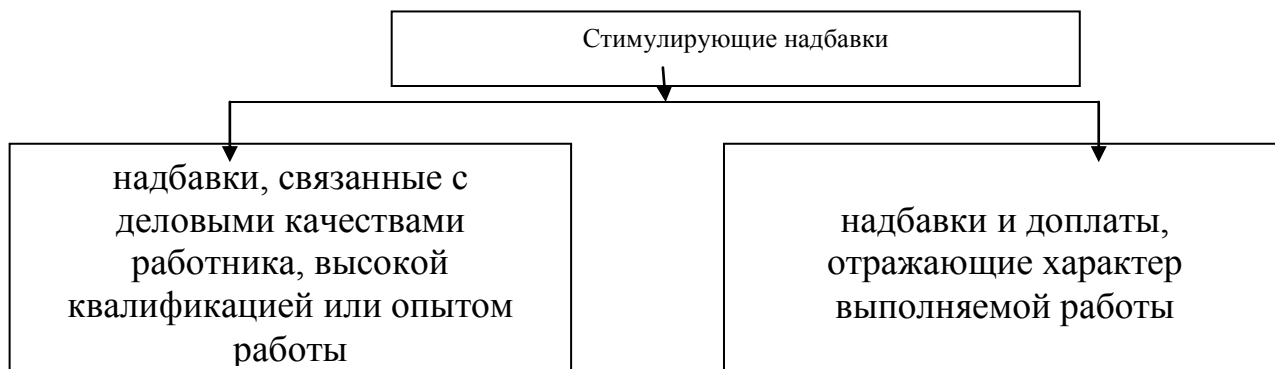 Стимулирующие надбавки
надбавки, связанные с
деловыми качествами
работника, высокой
квалификацией или опытом
работы
надбавки и доплаты,
отражающие характер
выполняемой работы